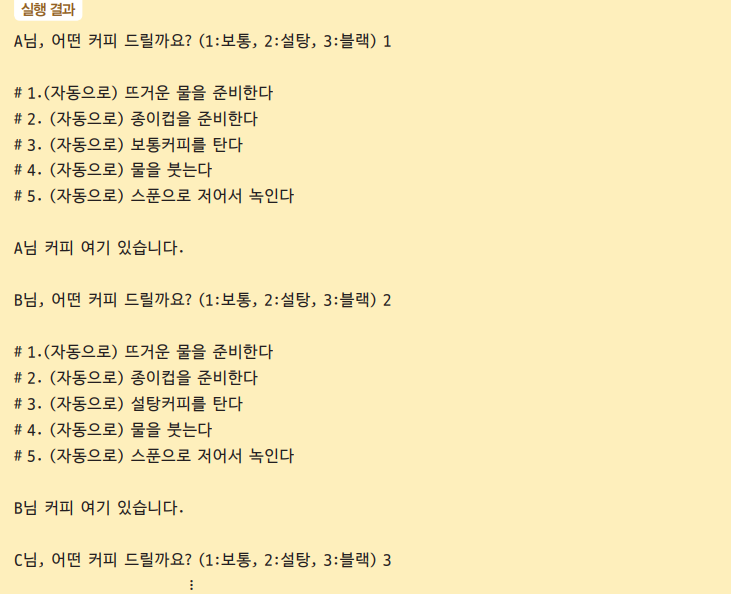 실행 결과
A님, 어떤 커피 드릴까요? (1:보통, 2:설탕, 3:블랙) 1
# 1.(자동으로) 뜨거운 물을 준비한다
# 2. (자동으로) 종이컵을 준비한다
# 3. (자동으로) 보통커피를 탄다
# 4. (자동으로) 물을 붓는다
# 5. (자동으로) 스푼으로 저어서 녹인다
A님 커피 여기 있습니다.
B님, 어떤 커피 드릴까요? (1:보통, 2:설탕, 3:블랙) 2
# 1.(자동으로) 뜨거운 물을 준비한다
# 2. (자동으로) 종이컵을 준비한다
# 3. (자동으로) 설탕커피를 탄다
# 4. (자동으로) 물을 붓는다
# 5. (자동으로) 스푼으로 저어서 녹인다
B님 커피 여기 있습니다.
C님, 어떤 커피 드릴까요? (1:보통, 2:설탕, 3:블랙) 3
⋮